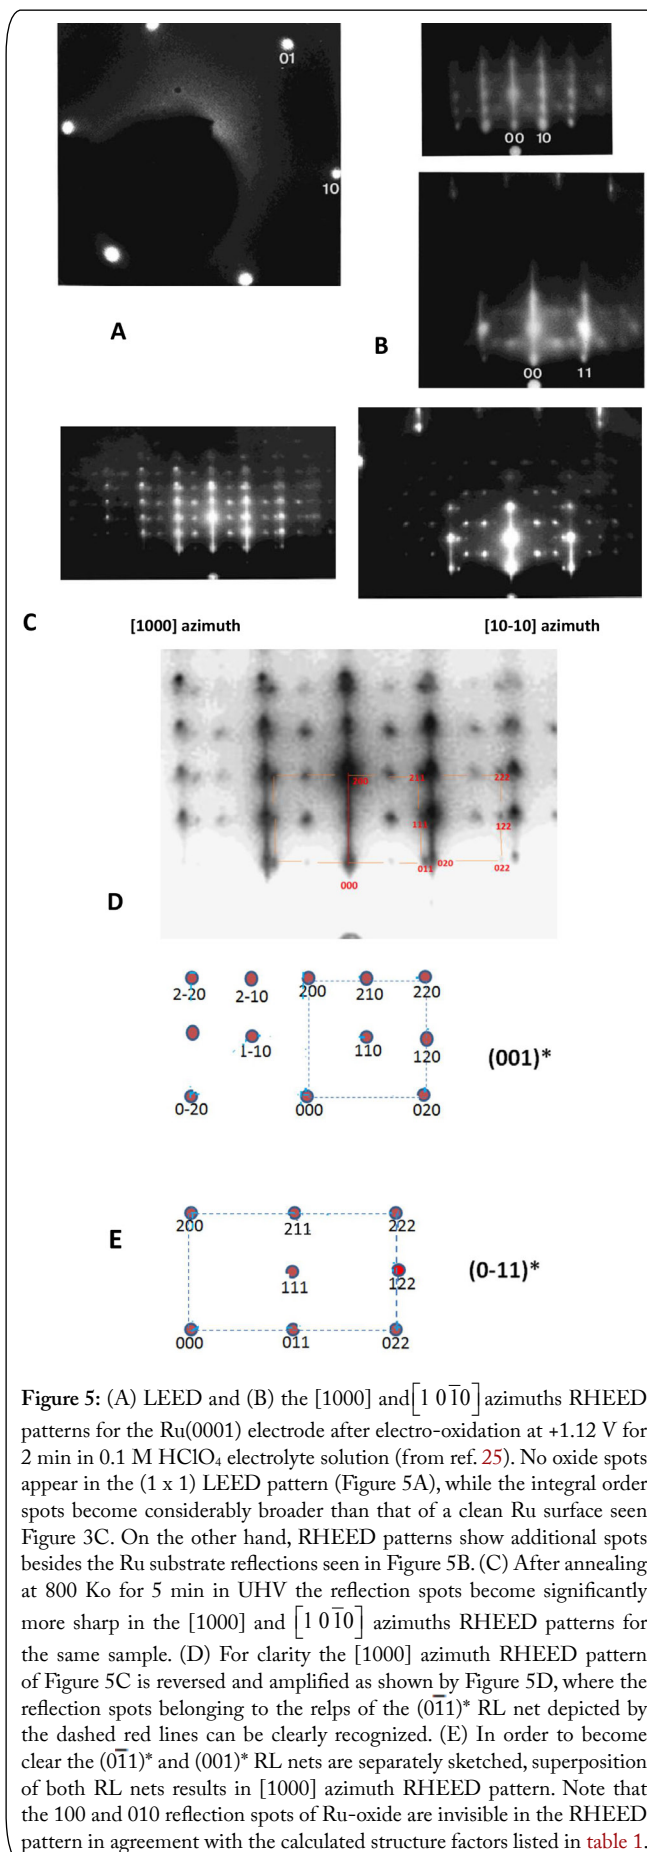 01
10
A
00 10
B
00 11
C
[1000] azimuth [10-10] azimuth
200 211 222
111 122
011 020 022
000
D
2-20 2-10 200 210 220
1-10 110 120
(001)*
0-20 000 020
E
200 211 222
111 122
(0-11)*
000 011 022
Figure 5: (A) LEED and (B) the [1000] and [1 0 1̅ 0] azimuths RHEED
patterns for the Ru(0001) electrode after electro-oxidation at +1.12 V for
2 min in 0.1 M HClO₄ electrolyte solution (from ref. 25). No oxide spots
appear in the (1 x 1) LEED pattern (Figure 5A), while the integral order
spots become considerably broader than that of a clean Ru surface seen
Figure 3C. On the other hand, RHEED patterns show additional spots
besides the Ru substrate reflections seen in Figure 5B. (C) After annealing
at 800 Ko for 5 min in UHV the reflection spots become significantly
more sharp in the [1000] and [1 0 1̅ 0] azimuths RHEED patterns for
the same sample. (D) For clarity the [1000] azimuth RHEED pattern
of Figure 5C is reversed and amplified as shown by Figure 5D, where the
reflection spots belonging to the relps of the (01̅1)* RL net depicted by
the dashed red lines can be clearly recognized. (E) In order to become
clear the (01̅1)* and (001)* RL nets are separately sketched, superposition
of both RL nets results in [1000] azimuth RHEED pattern. Note that
the 100 and 010 reflection spots of Ru-oxide are invisible in the RHEED
pattern in agreement with the calculated structure factors listed in table 1.